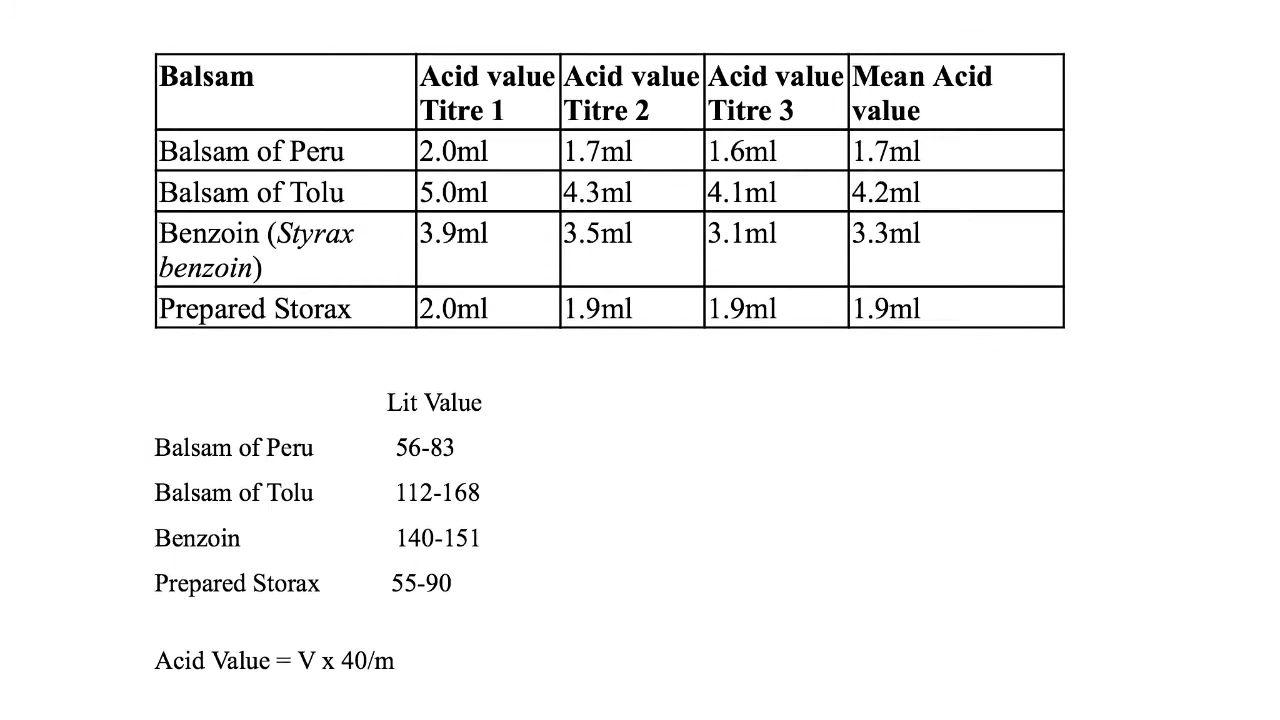 Balsam Acid value Titre 1 Acid value Titre 2 Acid value Titre 3 Mean Acid value
Balsam of Peru 2.0ml 1.7ml 1.6ml 1.7ml
Balsam of Tolu 5.0ml 4.3ml 4.1ml 4.2ml
Benzoin (Styrax benzoin) 3.9ml 3.5ml 3.1ml 3.3ml
Prepared Storax 2.0ml 1.9ml 1.9ml 1.9ml
Lit Value
Balsam of Peru 56-83
Balsam of Tolu 112-168
Benzoin 140-151
Prepared Storax 55-90
Acid Value = V x 40/m